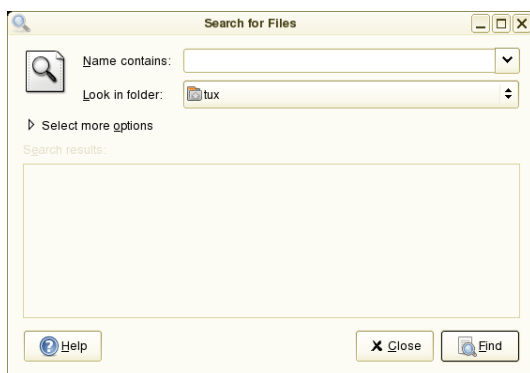 Search for Files
Name contains:
Look in folder: tux
Select more options
Search results:
Help Close Find